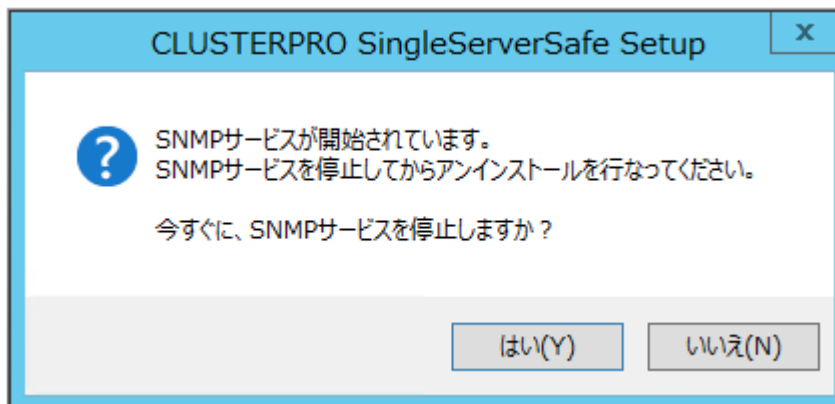 CLUSTERPRO SingleServerSafe Setup
x
SNMPサービスが開始されています。
SNMPサービスを停止してからアンインストールを行なってください。
今すぐに、SNMPサービスを停止しますか？
はい(Y)
いいえ(N)